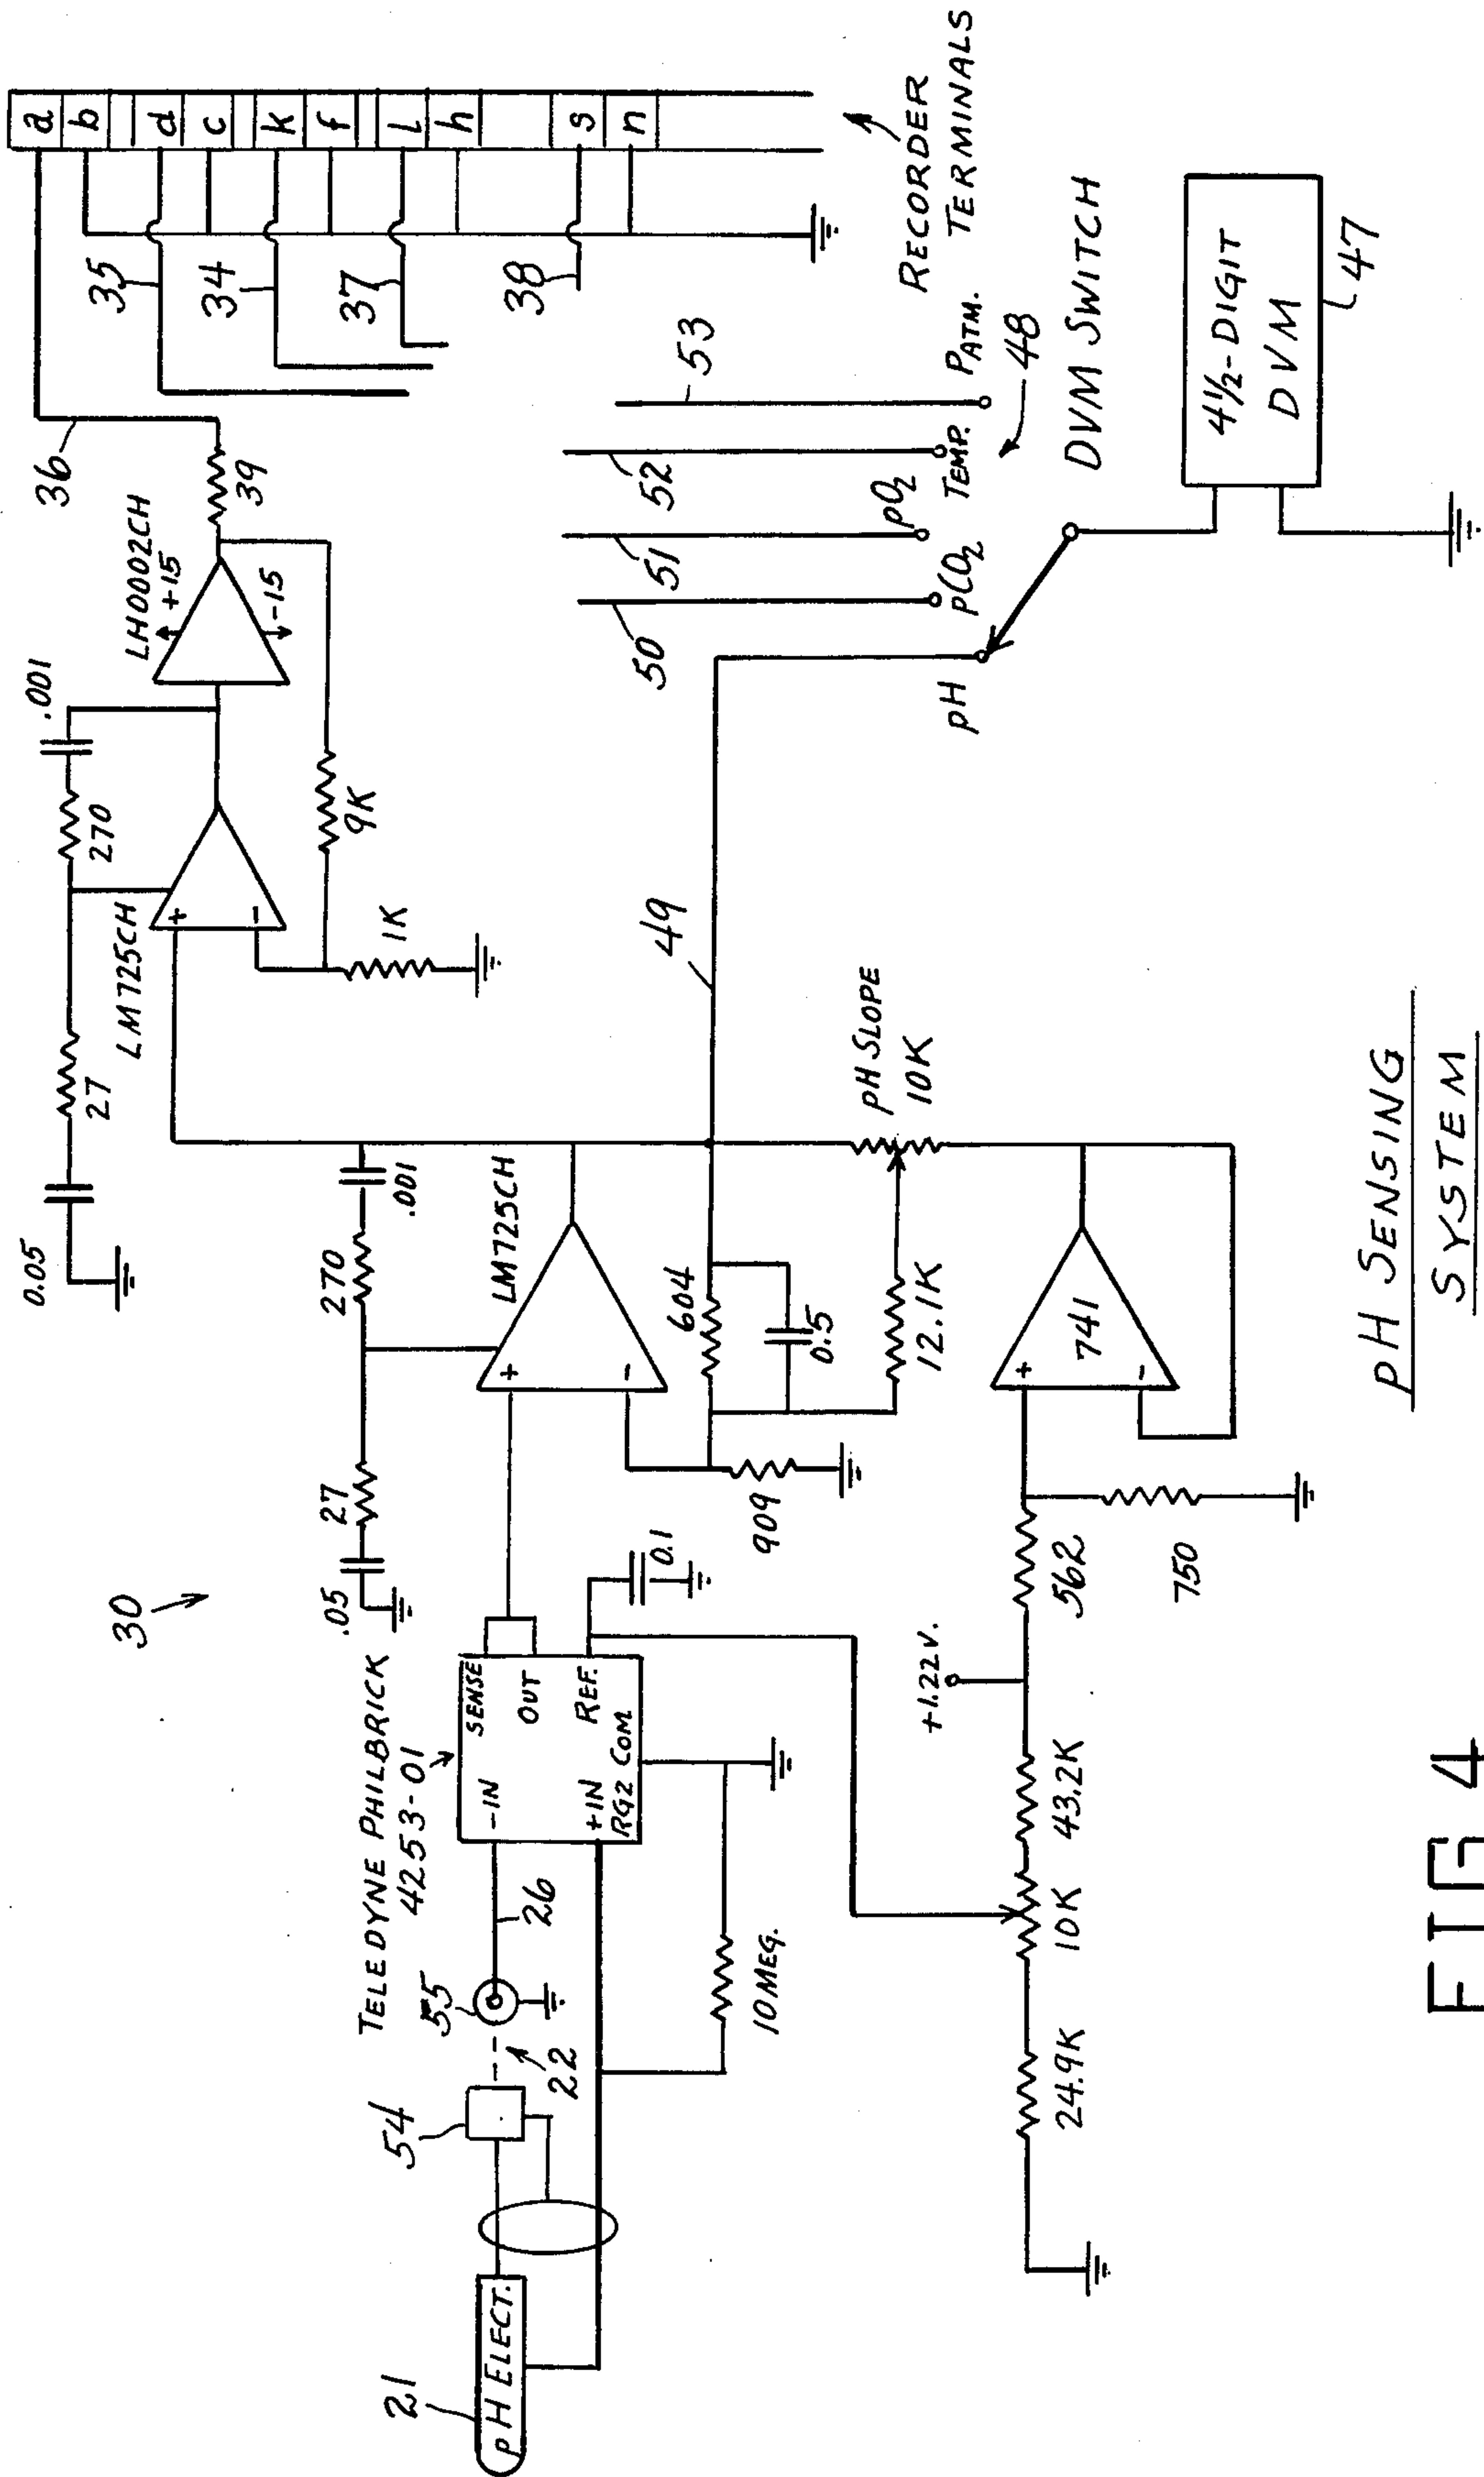 30
TELEDYNE PHILBRICK
4253-01
21
pH ELECT.
54
22
55
26
-IN
+IN
RG2
COM
SENSE
OUT
REF.
0.1
10 MEG.
24.9K
10K
43.2K
+1.22V.
562
750
741
+
-
.05
27
270
.001
LM725CH
+
-
909
604
0.5
12.1K
pH SLOPE
10K
49
0.05
27
270
.001
LM725CH
+
-
1K
9K
LH0002CH
+15
-15
39
36
35
34
37
38
a
b
d
c
k
f
l
h
s
n
RECORDER
TERMINALS
50
51
52
53
pH
pCO2
pO2
TEMP.
PATM.
48
DVM SWITCH
4½-DIGIT
DVM
47
pH SENSING
SYSTEM
FIG 4